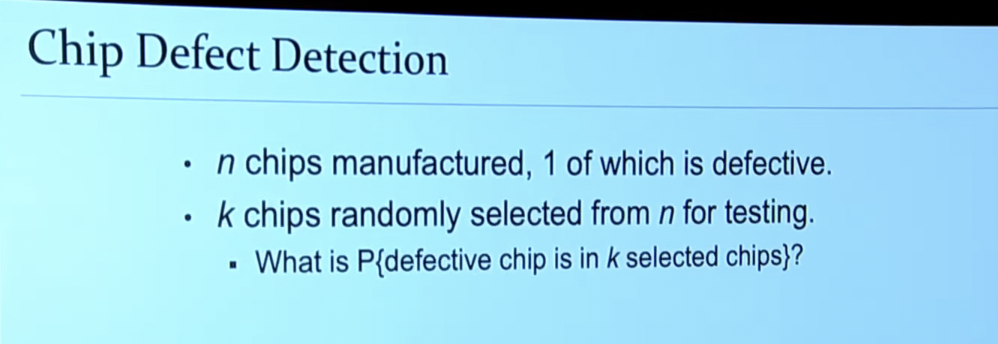 Chip Defect Detection
• n chips manufactured, 1 of which is defective.
• k chips randomly selected from n for testing.
▪ What is P{defective chip is in k selected chips}?